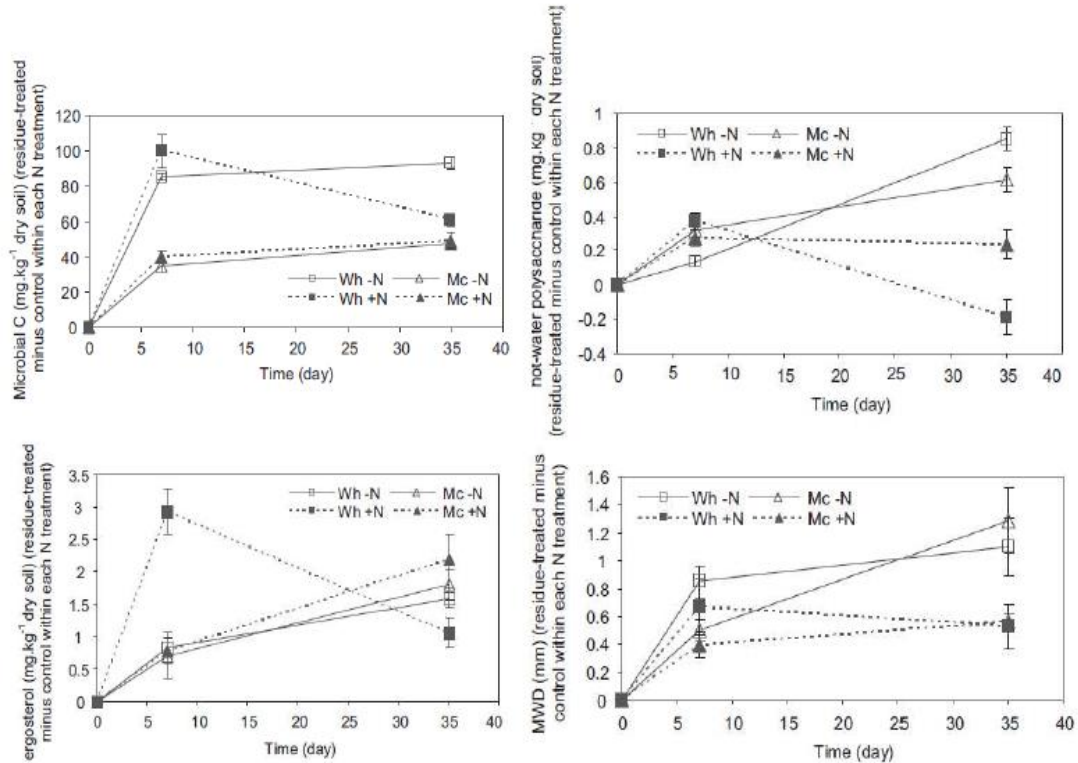 Microbial C (mg.kg⁻¹ dry soil) (residue-treated
minus control within each N treatment)
120
100
80
60
40
20
0
Wh -N Mc -N
Wh +N Mc +N
0 5 10 15 20 25 30 35 40
Time (day)
not-water polysaccharide (mg.kg⁻¹ dry soil)
(residue-treated minus control within each N treatment)
1
0.8
0.6
0.4
0.2
0
-0.2
-0.4
Wh -N Mc -N
Wh +N Mc +N
0 5 10 15 20 25 30 35 40
Time (day)
ergosterol (mg.kg⁻¹ dry soil) (residue-treated
minus control within each N treatment)
3.5
3
2.5
2
1.5
1
0.5
0
Wh -N Mc -N
Wh +N Mc +N
0 5 10 15 20 25 30 35 40
Time (day)
MWD (mm) (residue-treated minus
control within each N treatment)
1.6
1.4
1.2
1
0.8
0.6
0.4
0.2
0
Wh -N Mc -N
Wh +N Mc +N
0 5 10 15 20 25 30 35 40
Time (day)